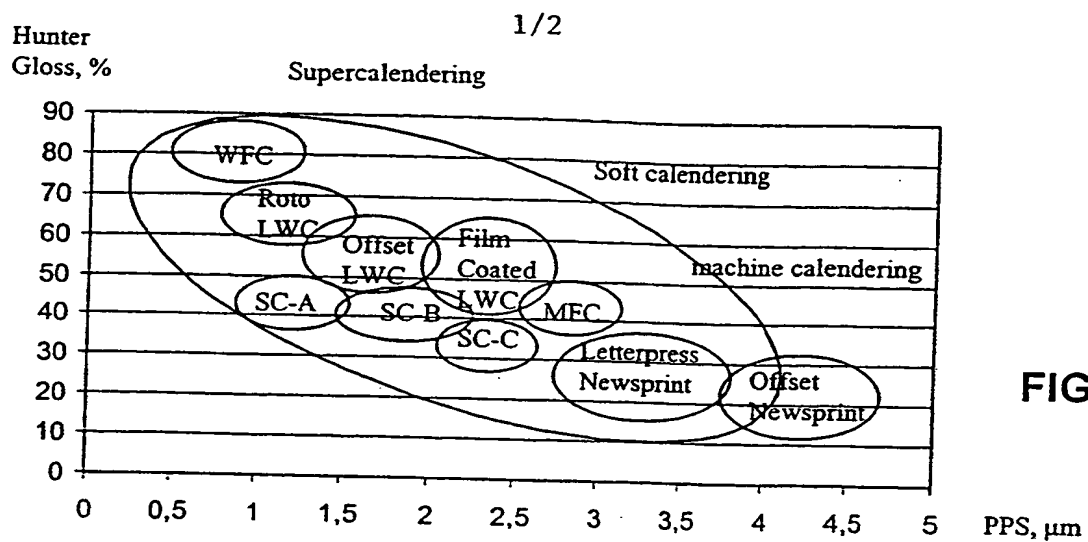 1/2
Hunter
Gloss, %
Supercalendering
90
80
70
60
50
40
30
20
10
0
WFC
Soft calendering
Roto
LWC
Offset
LWC
Film
Coated
LWC
machine calendering
SC-A
SC-B
MFC
SC-C
Letterpress
Newsprint
Offset
Newsprint
FIG
0 0,5 1 1,5 2 2,5 3 3,5 4 4,5 5 PPS, µm